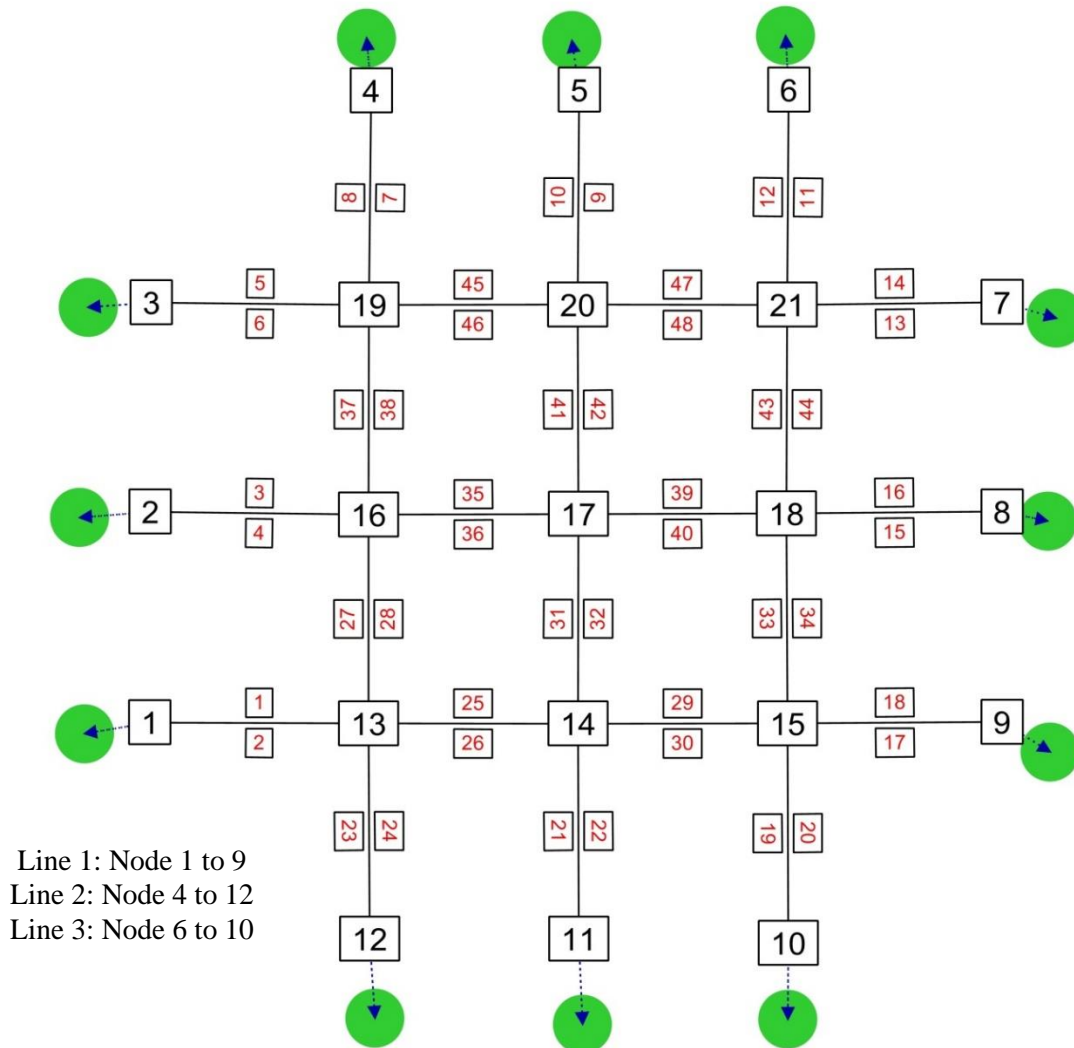 4 5 6
8 7 10 9 12 11
5 45 47 14
3 19 20 21 7
6 46 48 13
37 38 41 42 43 44
3 35 39 16
2 16 17 18 8
4 36 40 15
27 28 31 32 33 34
1 25 29 18
1 13 14 15 9
2 26 30 17
23 24 21 22 19 20
Line 1: Node 1 to 9
Line 2: Node 4 to 12
Line 3: Node 6 to 10
12 11 10